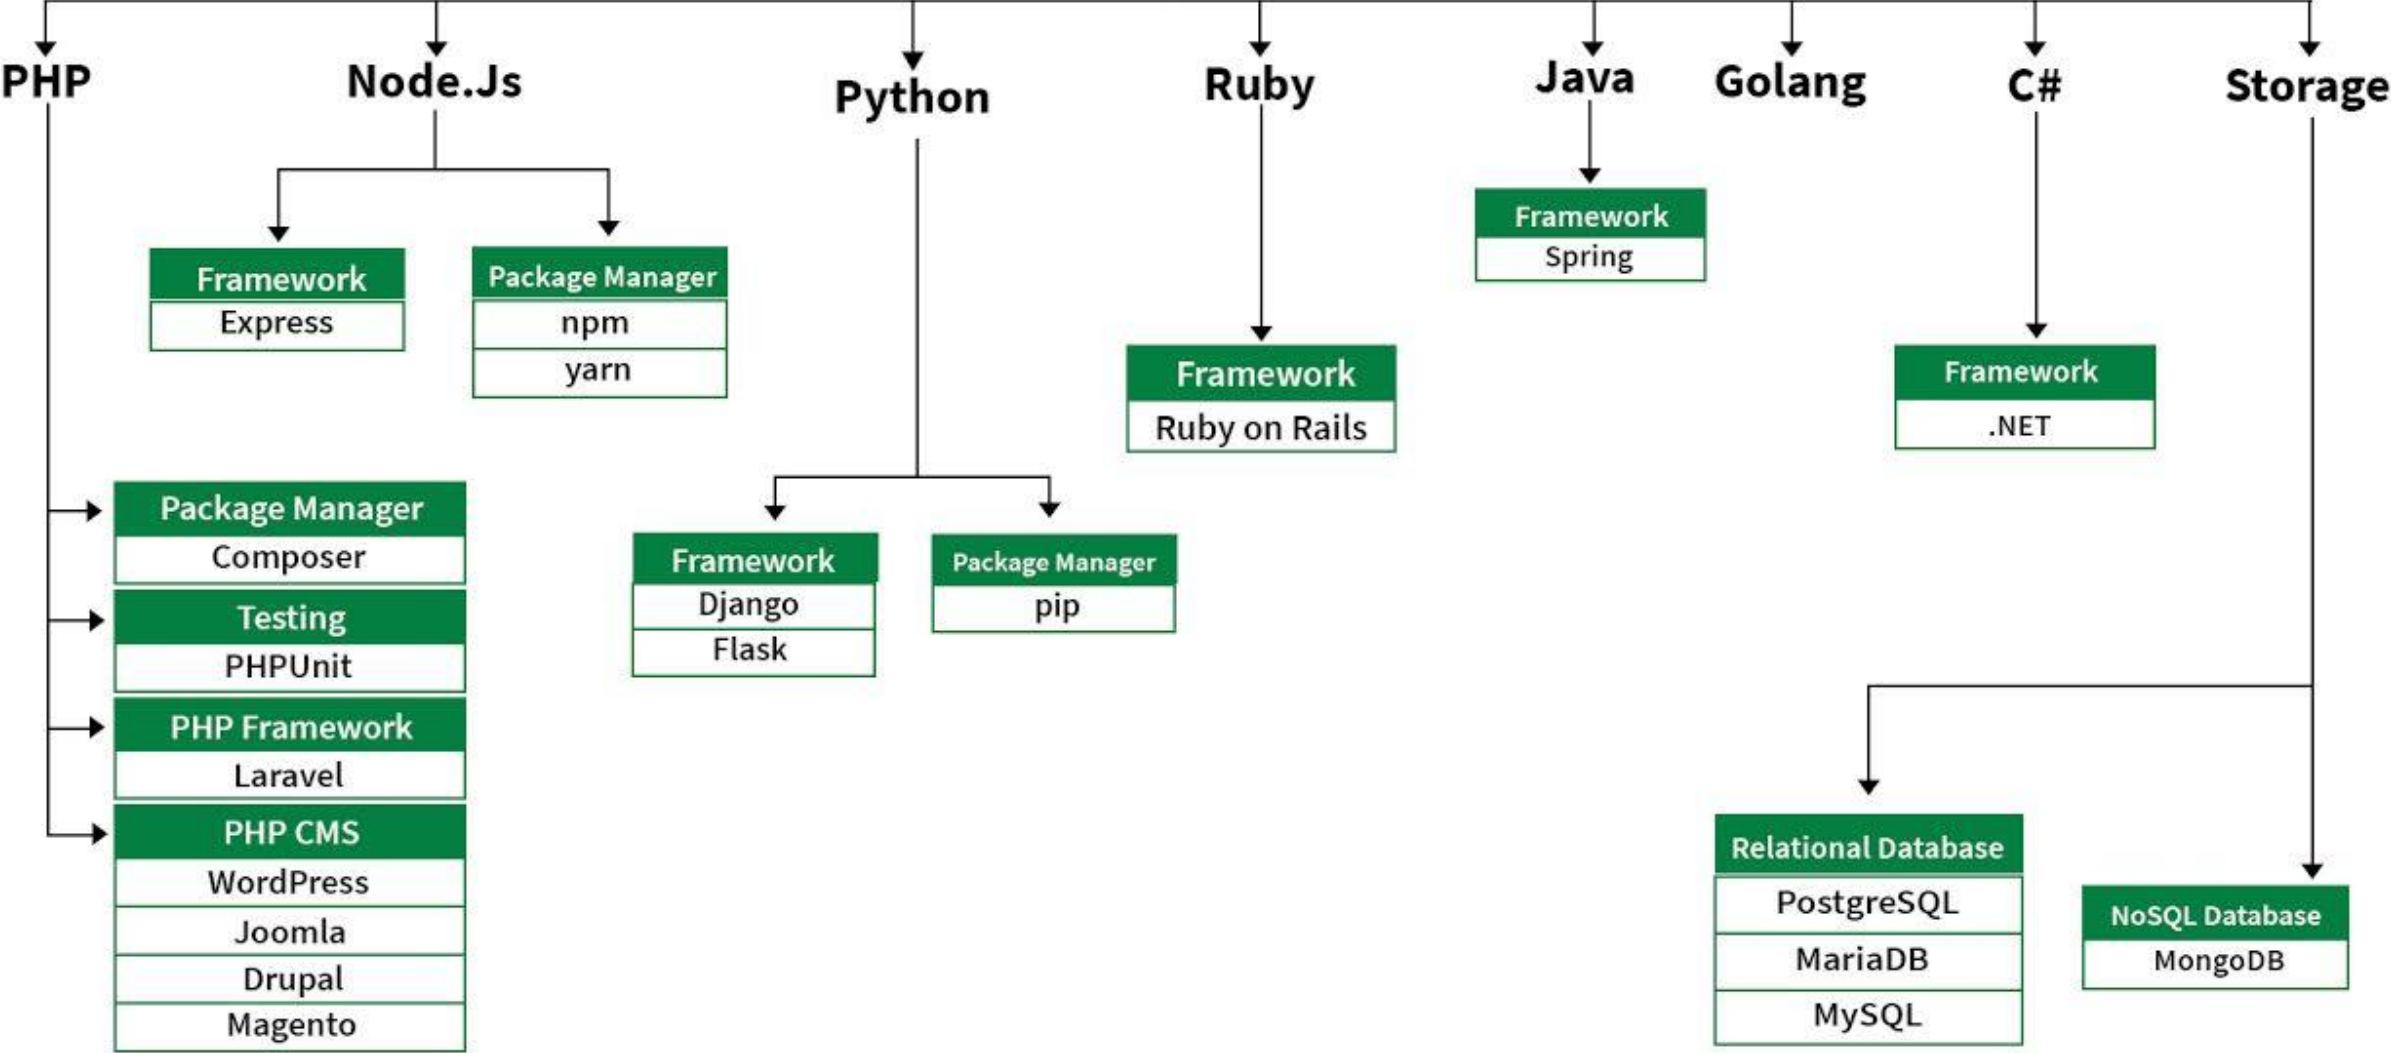 PHP
Node.Js
Python
Ruby
Java
Golang
C#
Storage
Framework
Express
Package Manager
npm
yarn
Framework
Spring
Framework
Ruby on Rails
Framework
.NET
Package Manager
Composer
Testing
PHPUnit
PHP Framework
Laravel
PHP CMS
WordPress
Joomla
Drupal
Magento
Framework
Django
Flask
Package Manager
pip
Relational Database
PostgreSQL
MariaDB
MySQL
NoSQL Database
MongoDB